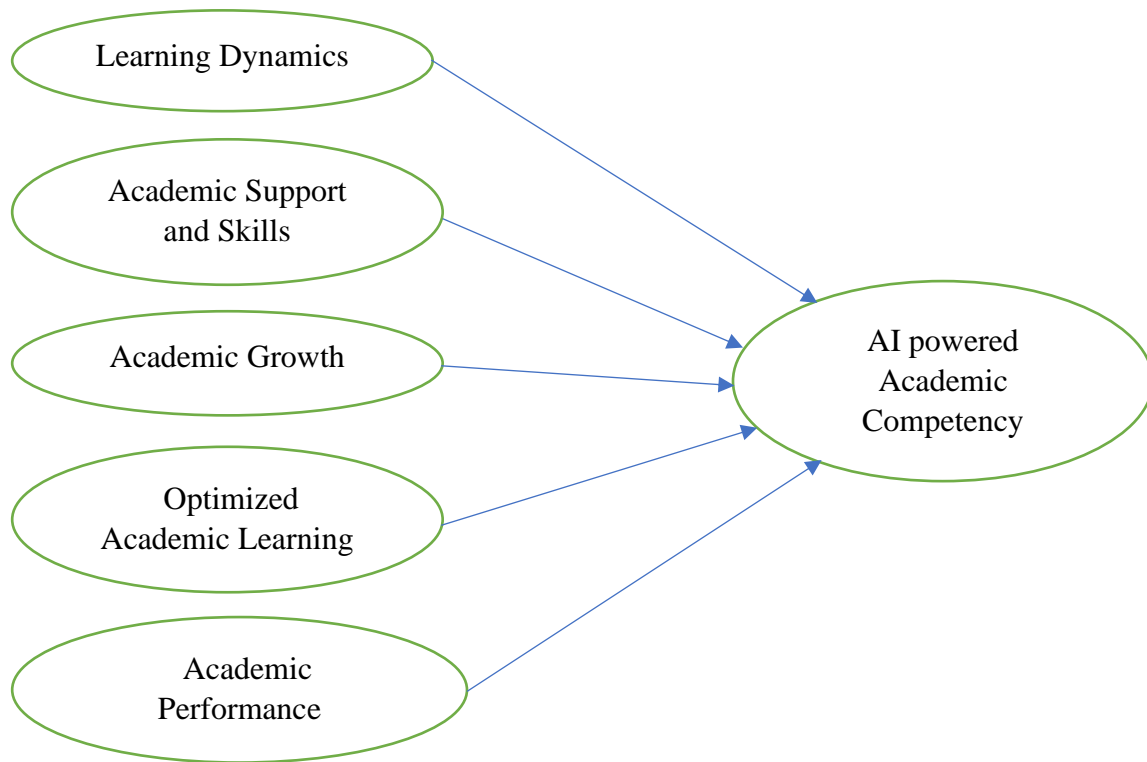 Learning Dynamics
Academic Support
and Skills
Academic Growth
Optimized
Academic Learning
Academic
Performance
AI powered
Academic
Competency